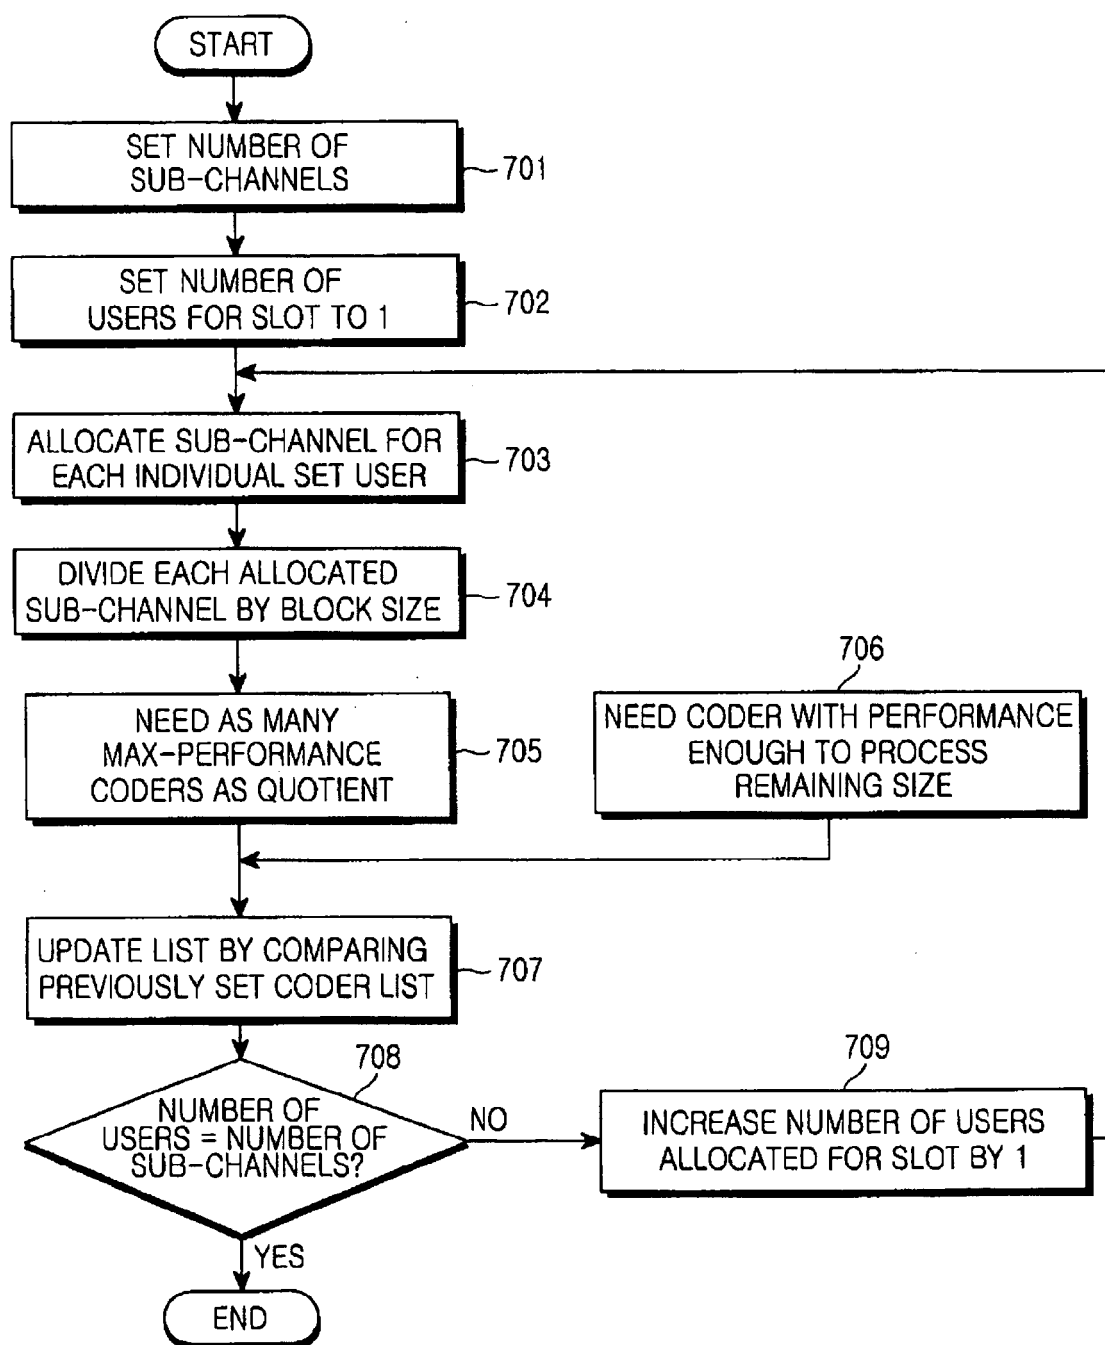 START
SET NUMBER OF
SUB-CHANNELS
701
SET NUMBER OF
USERS FOR SLOT TO 1
702
ALLOCATE SUB-CHANNEL FOR
EACH INDIVIDUAL SET USER
703
DIVIDE EACH ALLOCATED
SUB-CHANNEL BY BLOCK SIZE
704
NEED AS MANY
MAX-PERFORMANCE
CODERS AS QUOTIENT
705
706
NEED CODER WITH PERFORMANCE
ENOUGH TO PROCESS
REMAINING SIZE
UPDATE LIST BY COMPARING
PREVIOUSLY SET CODER LIST
707
708
NUMBER OF
USERS = NUMBER OF
SUB-CHANNELS?
NO
709
INCREASE NUMBER OF USERS
ALLOCATED FOR SLOT BY 1
YES
END